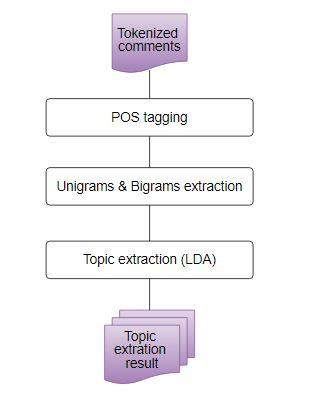 Tokenized
comments
POS tagging
Unigrams & Bigrams extraction
Topic extraction (LDA)
Topic
extration
result